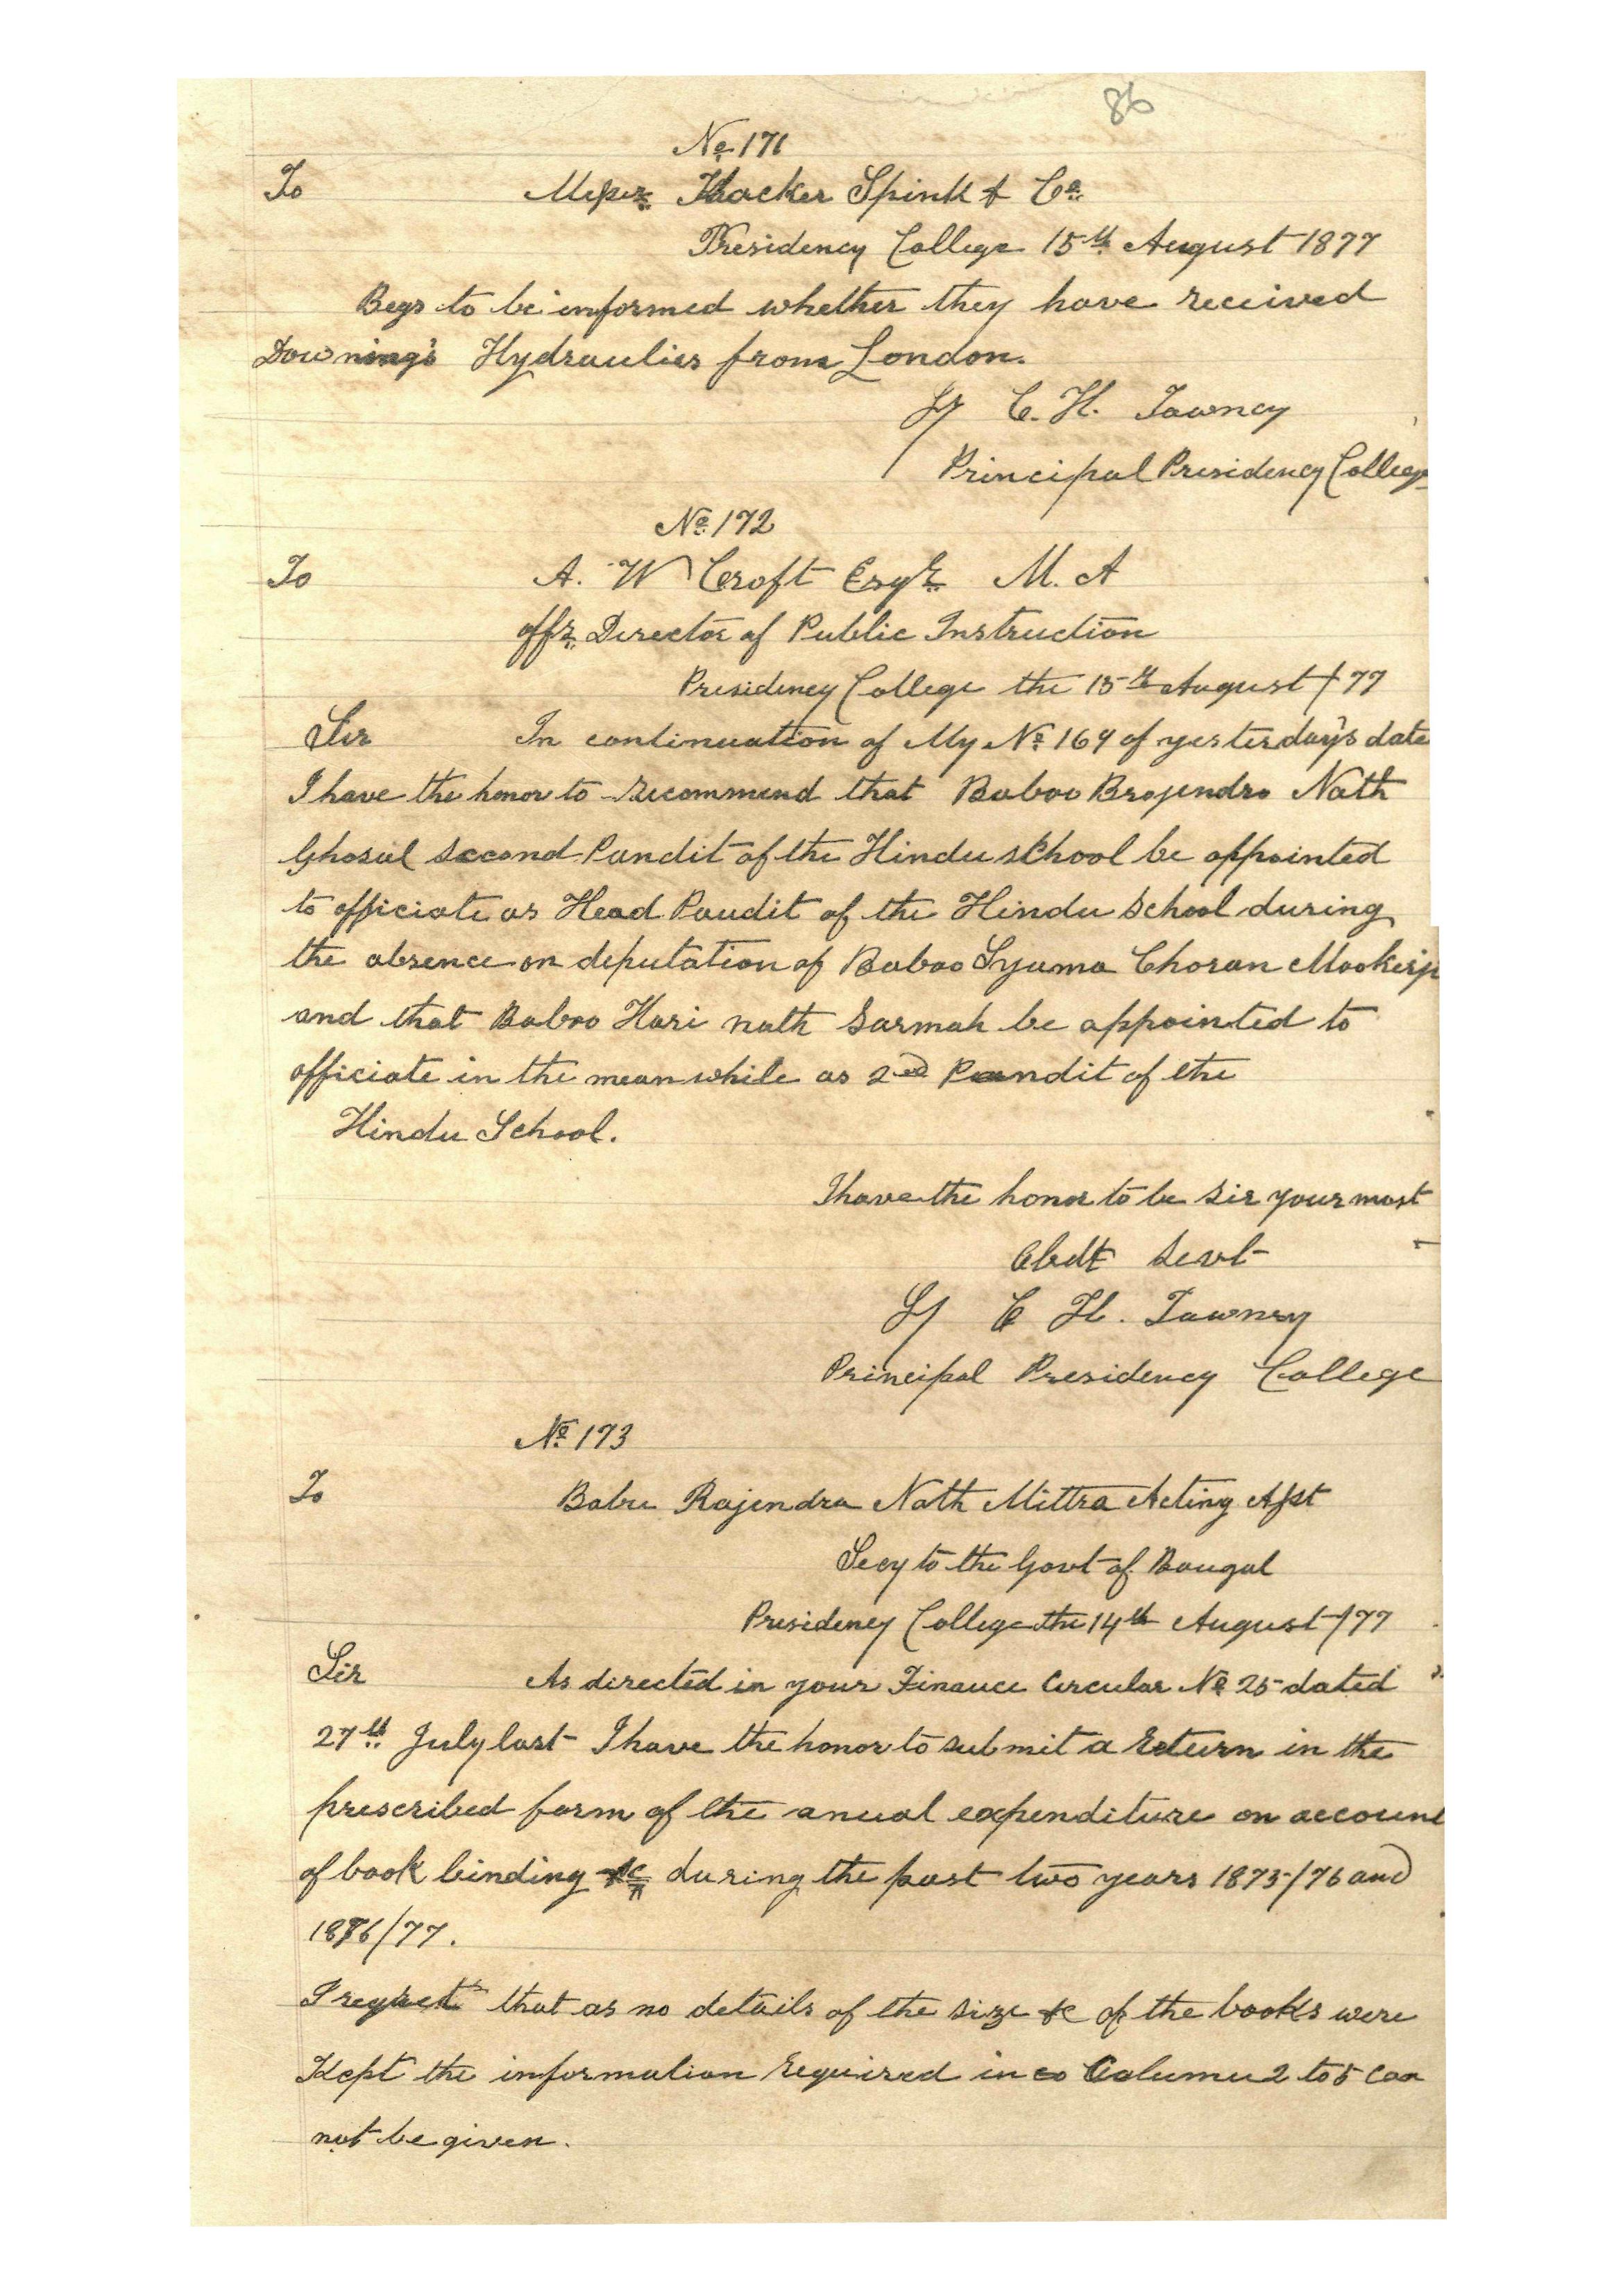 86
No. 171
To Messrs. Thacker Spink & Co.
Presidency College 15th August 1877
Begs to be informed whether they have received
Downing's Hydraulics from London.
Sd/ C. H. Tawney
Principal Presidency College
No. 172
To A. W Croft Esqr. M. A
offg. Director of Public Instruction
Presidency College the 15th August /77
Sir In continuation of My No. 169 of yesterday's date
I have the honor to recommend that Baboo Brojendro Nath
Ghosal Second Pundit of the Hindu School be appointed
to officiate as Head Pundit of the Hindu School during
the absence on deputation of Baboo Syama Choran Mookerje
and that Baboo Hari nath Sarmah be appointed to
officiate in the mean while as 2nd Pundit of the
Hindu School.
I have the honor to be Sir your most
Obdt Servt
Sd/ C H. Tawney
Principal Presidency College
No. 173
To Babu Rajendra Nath Mittra Acting Asst
Secy to the Govt of Bengal
Presidency College the 14th August /77
Sir As directed in your Finance Circular No 25 dated
27th July last I have the honor to submit a Return in the
prescribed form of the anual expenditure on account
of book binding &c during the past two years 1875/76 and
1876/77.
I regret that as no details of the size &c of the books were
Kept the information required in Column 2 to 5 can
not be given.